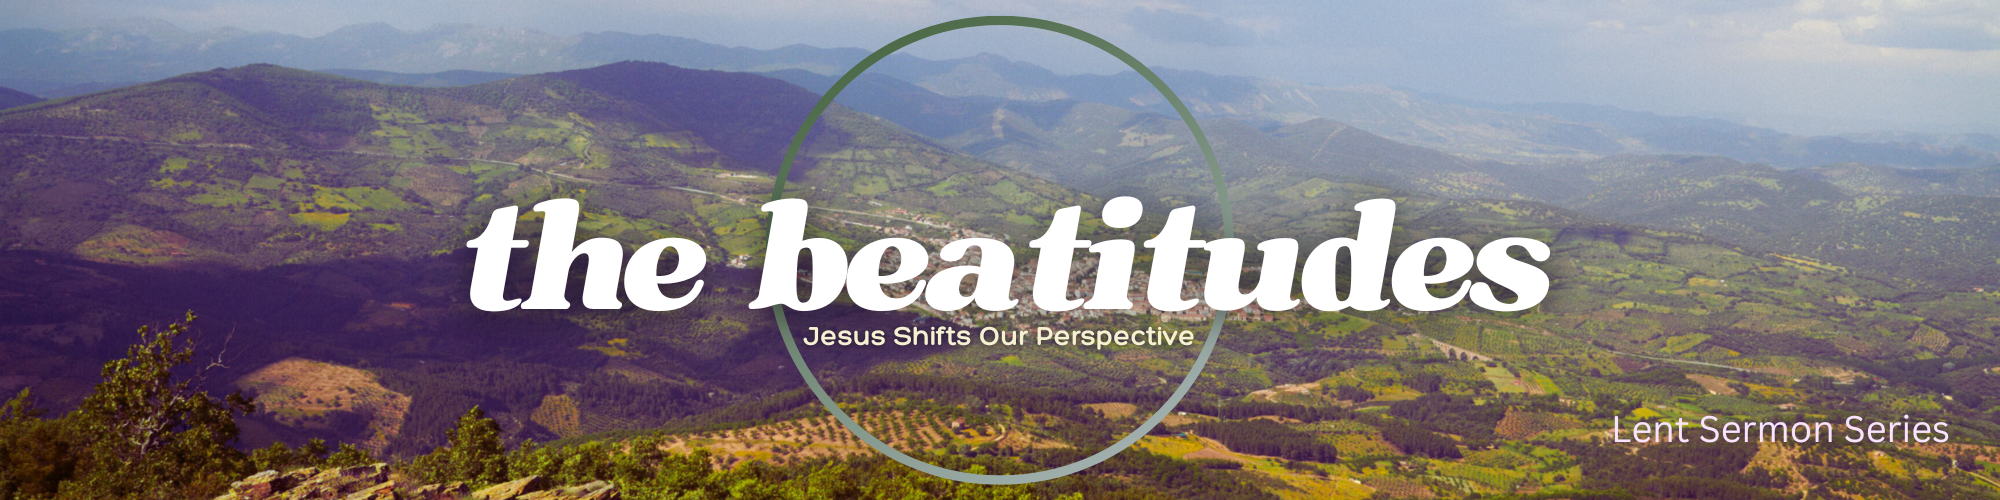 the beatitudes
Jesus Shifts Our Perspective
Lent Sermon Series